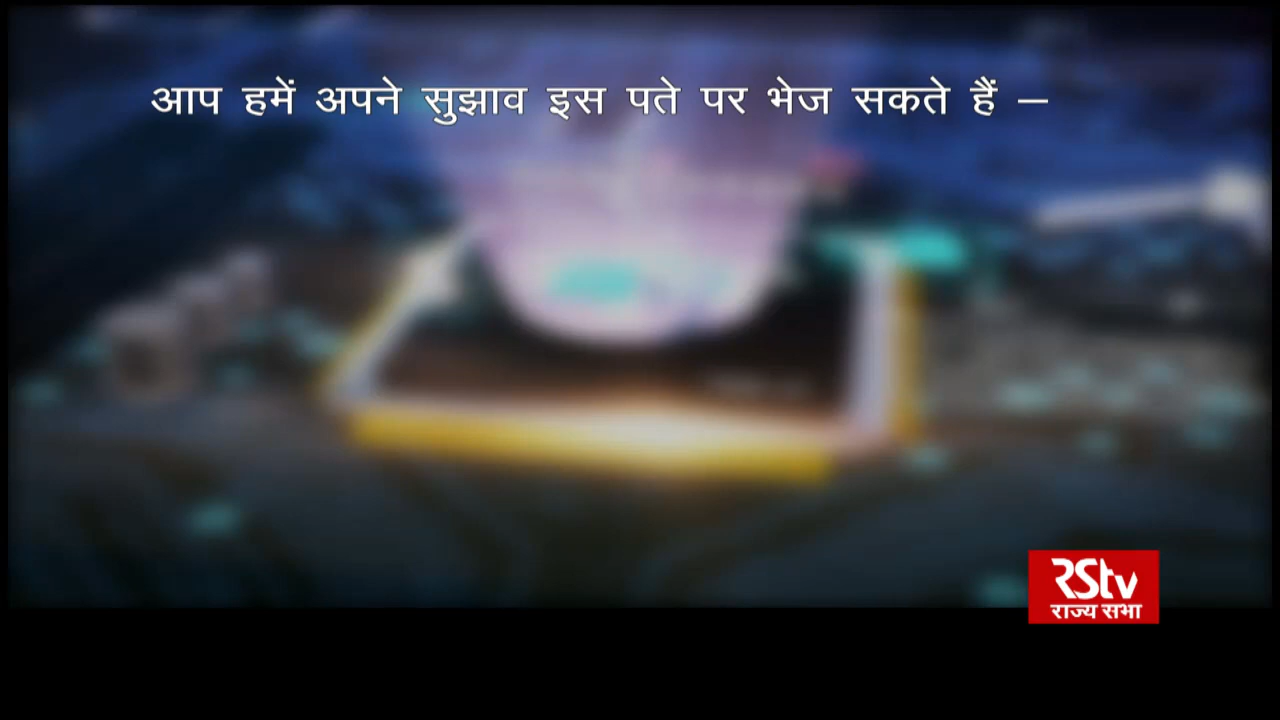 आप हमें अपने सुझाव इस पते पर भेज सकते हैं –
RStv
राज्य सभा